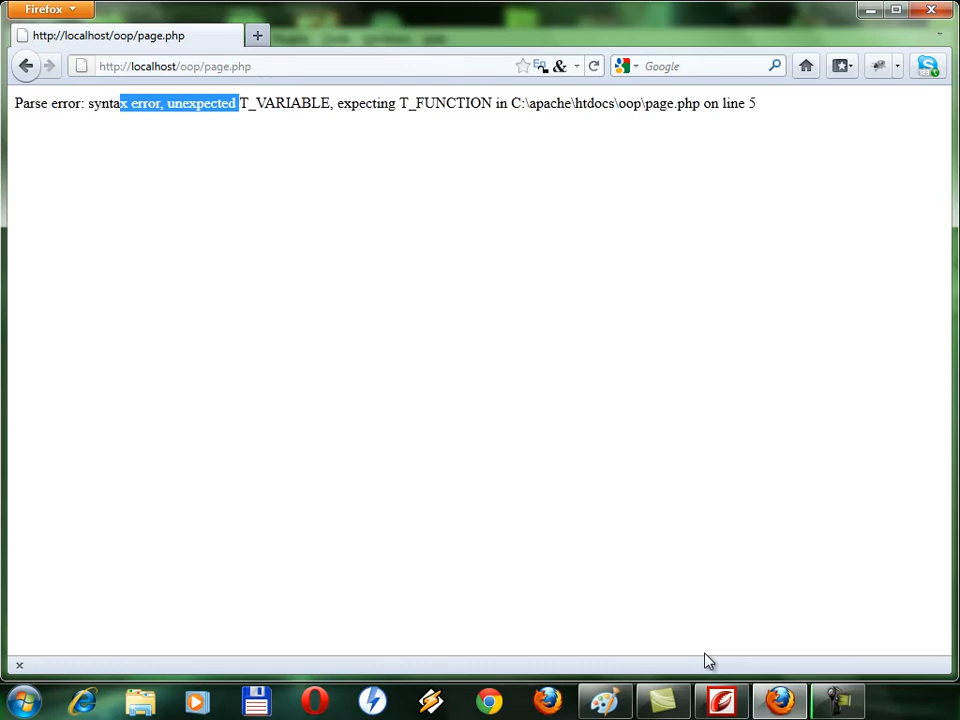 Firefox
http://localhost/oop/page.php
http://localhost/oop/page.php
Google
Parse error: syntax error, unexpected T_VARIABLE, expecting T_FUNCTION in C:\apache\htdocs\oop\page.php on line 5